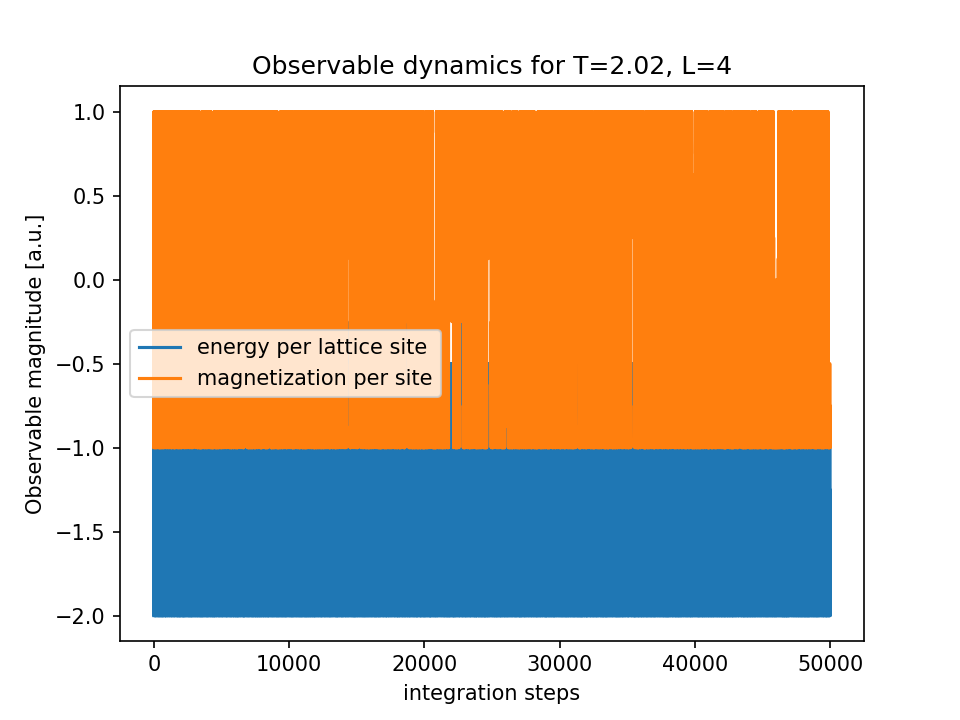 Observable dynamics for T=2.02, L=4
1.0
0.5
0.0
−0.5
−1.0
−1.5
−2.0
Observable magnitude [a.u.]
energy per lattice site
magnetization per site
0 10000 20000 30000 40000 50000
integration steps